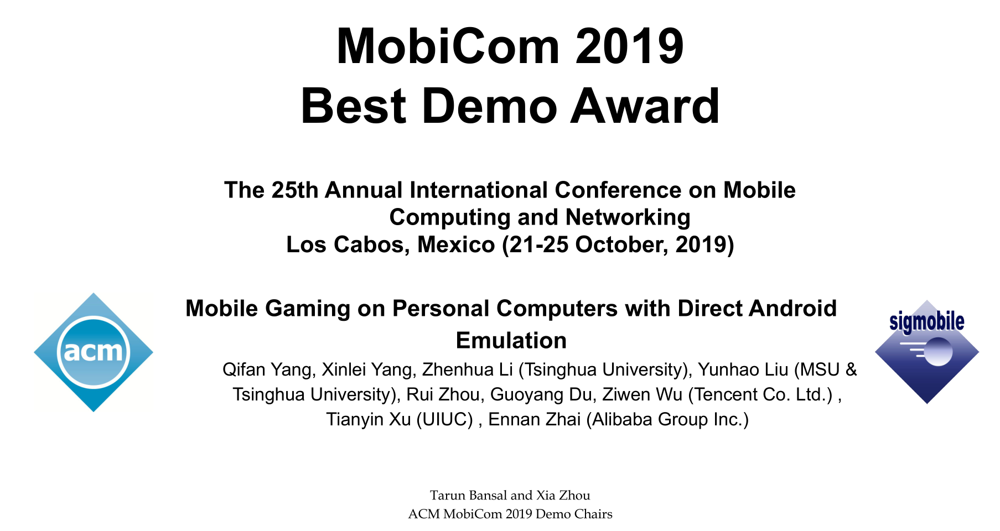 MobiCom 2019
Best Demo Award
The 25th Annual International Conference on Mobile
Computing and Networking
Los Cabos, Mexico (21-25 October, 2019)
Mobile Gaming on Personal Computers with Direct Android
Emulation
acm
sigmobile
Qifan Yang, Xinlei Yang, Zhenhua Li (Tsinghua University), Yunhao Liu (MSU &
Tsinghua University), Rui Zhou, Guoyang Du, Ziwen Wu (Tencent Co. Ltd.) ,
Tianyin Xu (UIUC) , Ennan Zhai (Alibaba Group Inc.)
Tarun Bansal and Xia Zhou
ACM MobiCom 2019 Demo Chairs